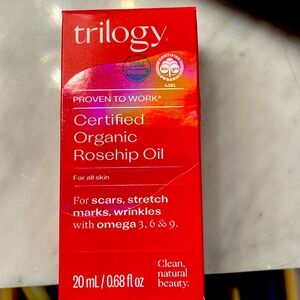 trilogy
PROVEN TO WORK*
Certified
Organic
Rosehip Oil
For all skin
For scars, stretch
marks, wrinkles
with omega 3, 6 & 9.
20 mL / 0.68 fl oz
Clean,
natural
beauty.